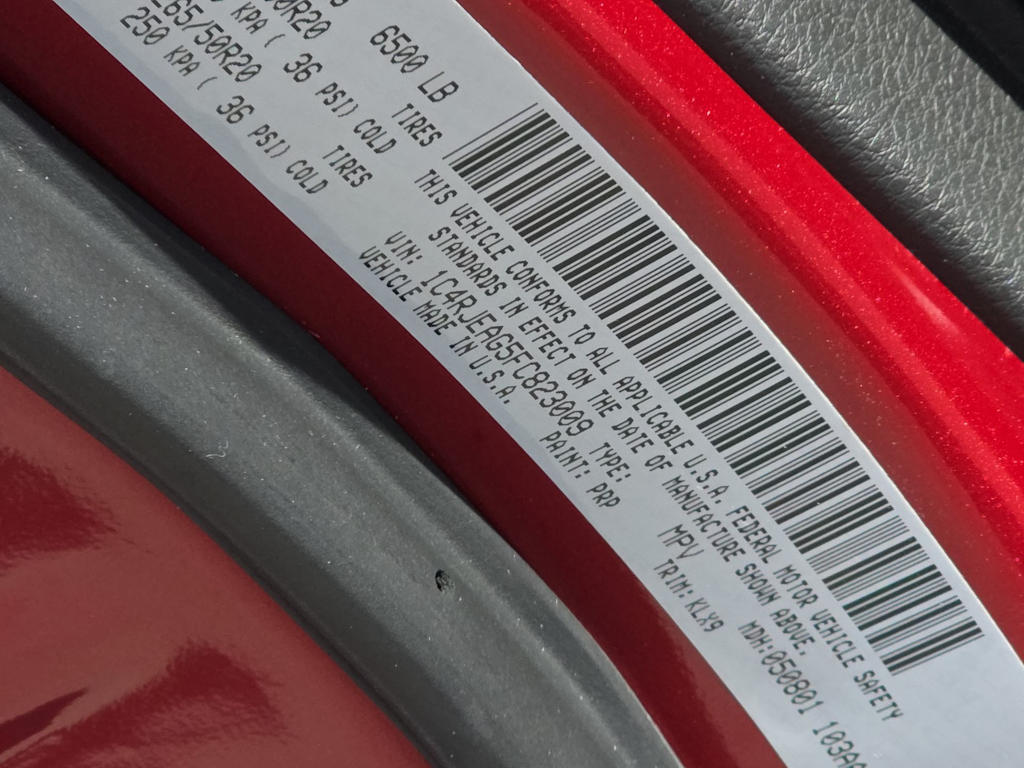 6500 LB
TIRES
0R20
KPA ( 36 PSI) COLD
TIRES
265/50R20
250 KPA ( 36 PSI) COLD
THIS VEHICLE CONFORMS TO ALL APPLICABLE U.S.A. FEDERAL MOTOR VEHICLE SAFETY
STANDARDS IN EFFECT ON THE DATE OF MANUFACTURE SHOWN ABOVE.
VIN: 1C4RJEAG5FC823009 TYPE: MPV MDH:050801 103A
VEHICLE MADE IN U.S.A. PAINT: PRP TRIM: KLX9